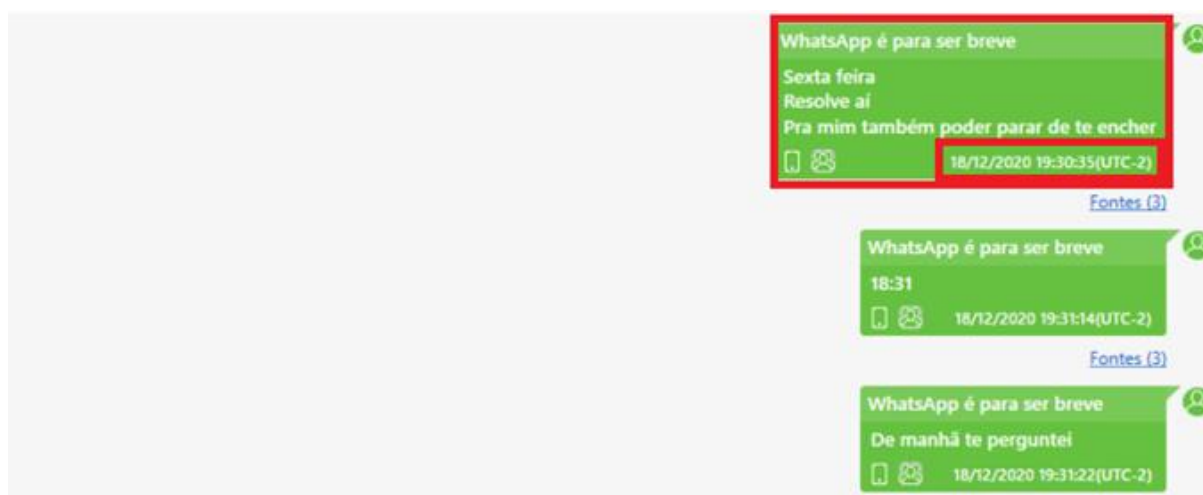 WhatsApp é para ser breve
Sexta feira
Resolve aí
Pra mim também poder parar de te encher
18/12/2020 19:30:35(UTC-2)
Fontes (3)
WhatsApp é para ser breve
18:31
18/12/2020 19:31:14(UTC-2)
Fontes (3)
WhatsApp é para ser breve
De manhã te perguntei
18/12/2020 19:31:22(UTC-2)